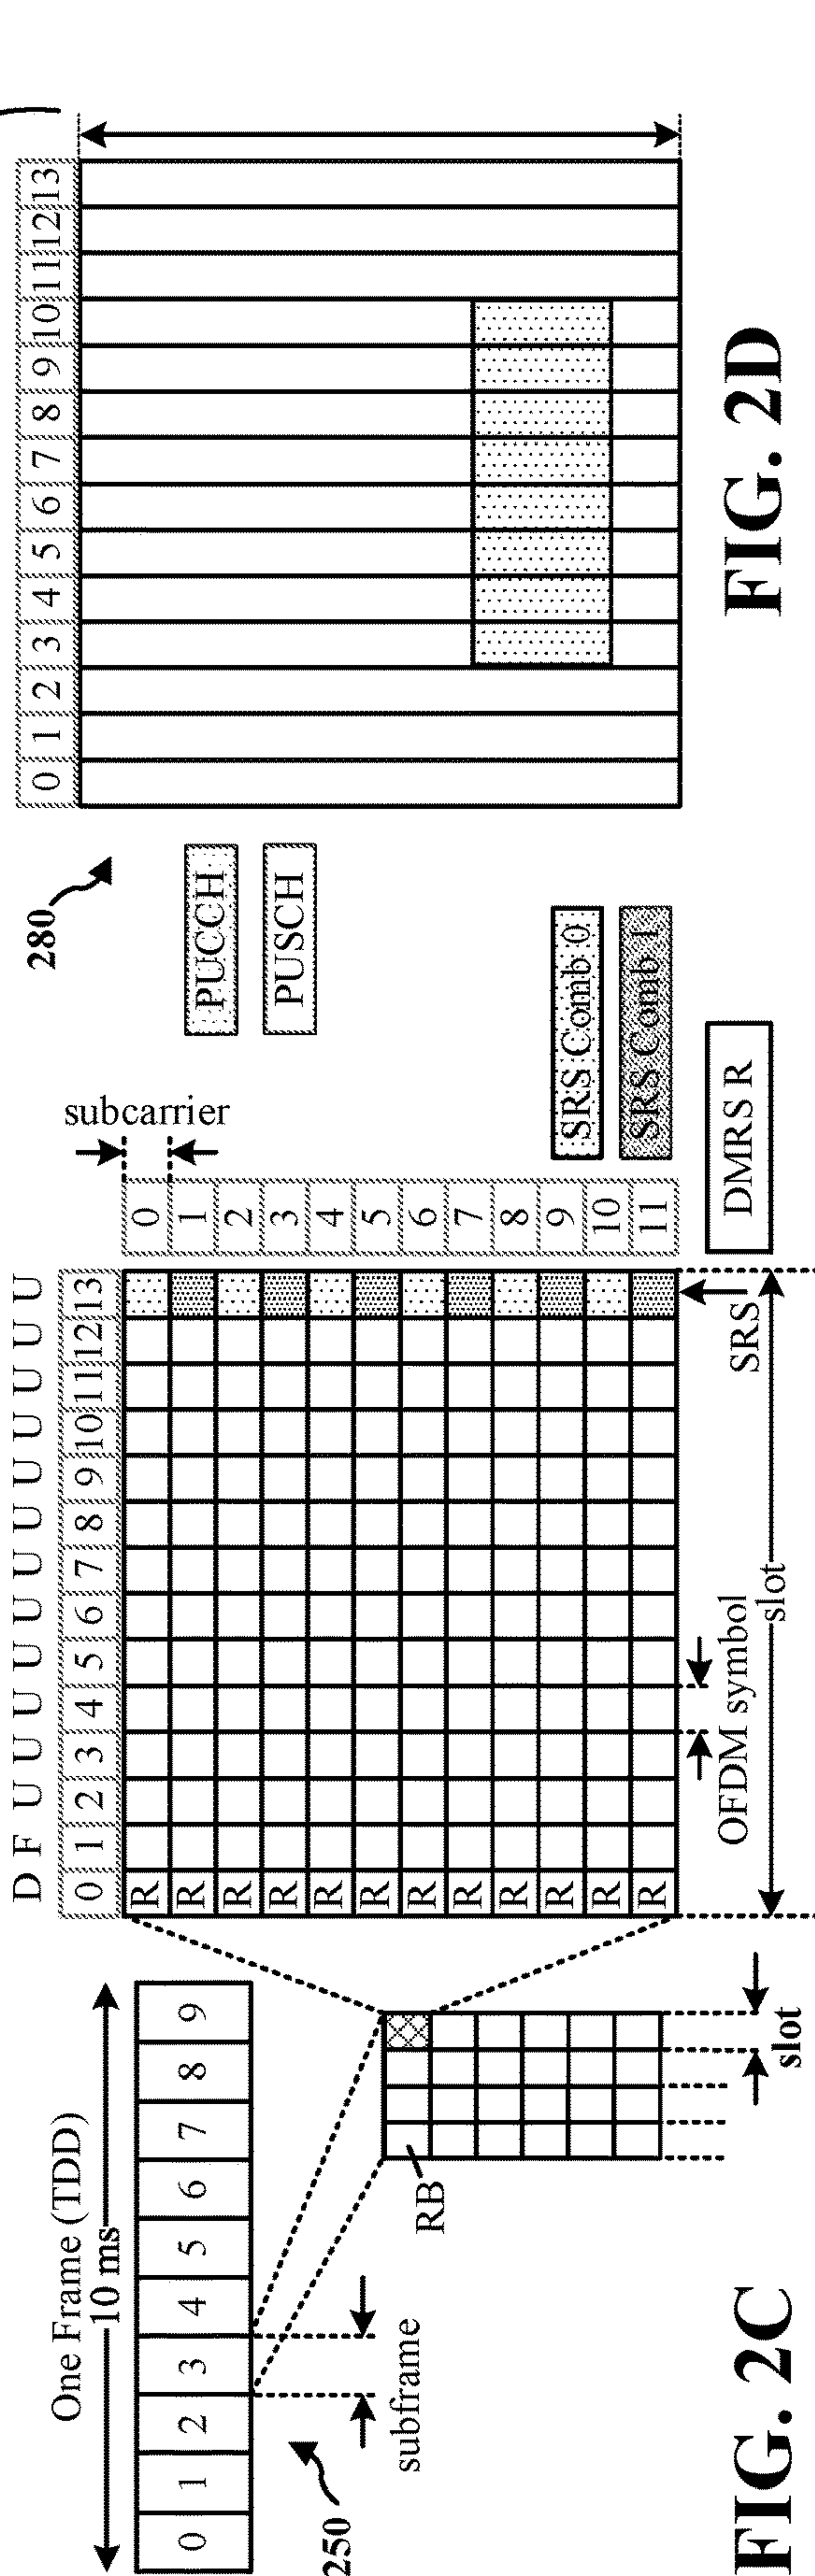 One Frame (TDD)
10 ms
0 1 2 3 4 5 6 7 8 9
250
subframe
RB
slot
FIG. 2C
D F U U U U U U U U U U U U
0 1 2 3 4 5 6 7 8 9 10 11 12 13
R
R
R
R
R
R
R
R
R
R
R
R
subcarrier
0
1
2
3
4
5
6
7
8
9
10
11
OFDM symbol
SRS
slot
280
PUCCH
PUSCH
SRS Comb 0
SRS Comb 1
DMRS R
0 1 2 3 4 5 6 7 8 9 10 11 12 13
FIG. 2D